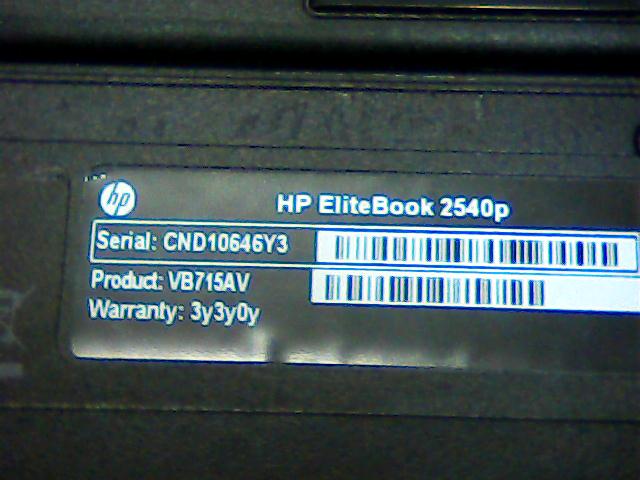 hp
HP EliteBook 2540p
Serial: CND10646Y3
Product: VB715AV
Warranty: 3y3y0y